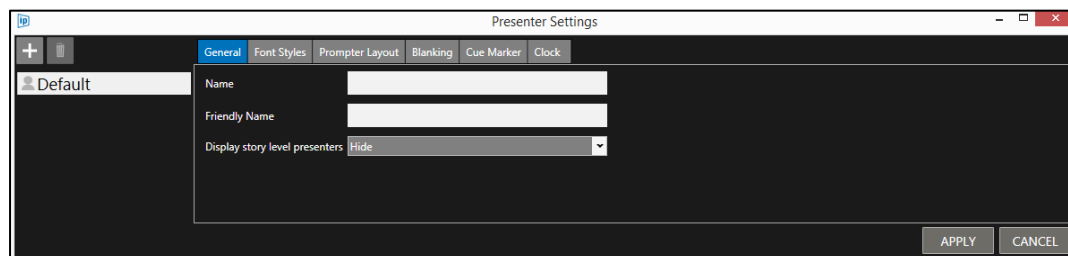 ip Presenter Settings
General Font Styles Prompter Layout Blanking Cue Marker Clock
Default
Name
Friendly Name
Display story level presenters Hide
APPLY CANCEL